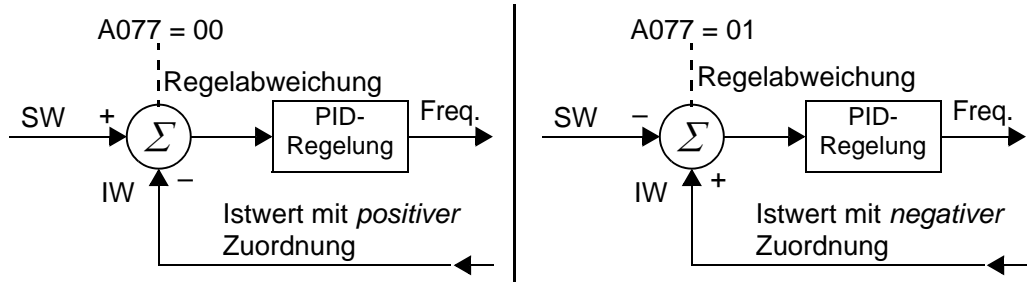 A077 = 00
Regelabweichung
SW
+
Σ
PID-
Regelung
Freq.
IW
–
Istwert mit positiver
Zuordnung
A077 = 01
Regelabweichung
SW
–
Σ
PID-
Regelung
Freq.
IW
+
Istwert mit negativer
Zuordnung